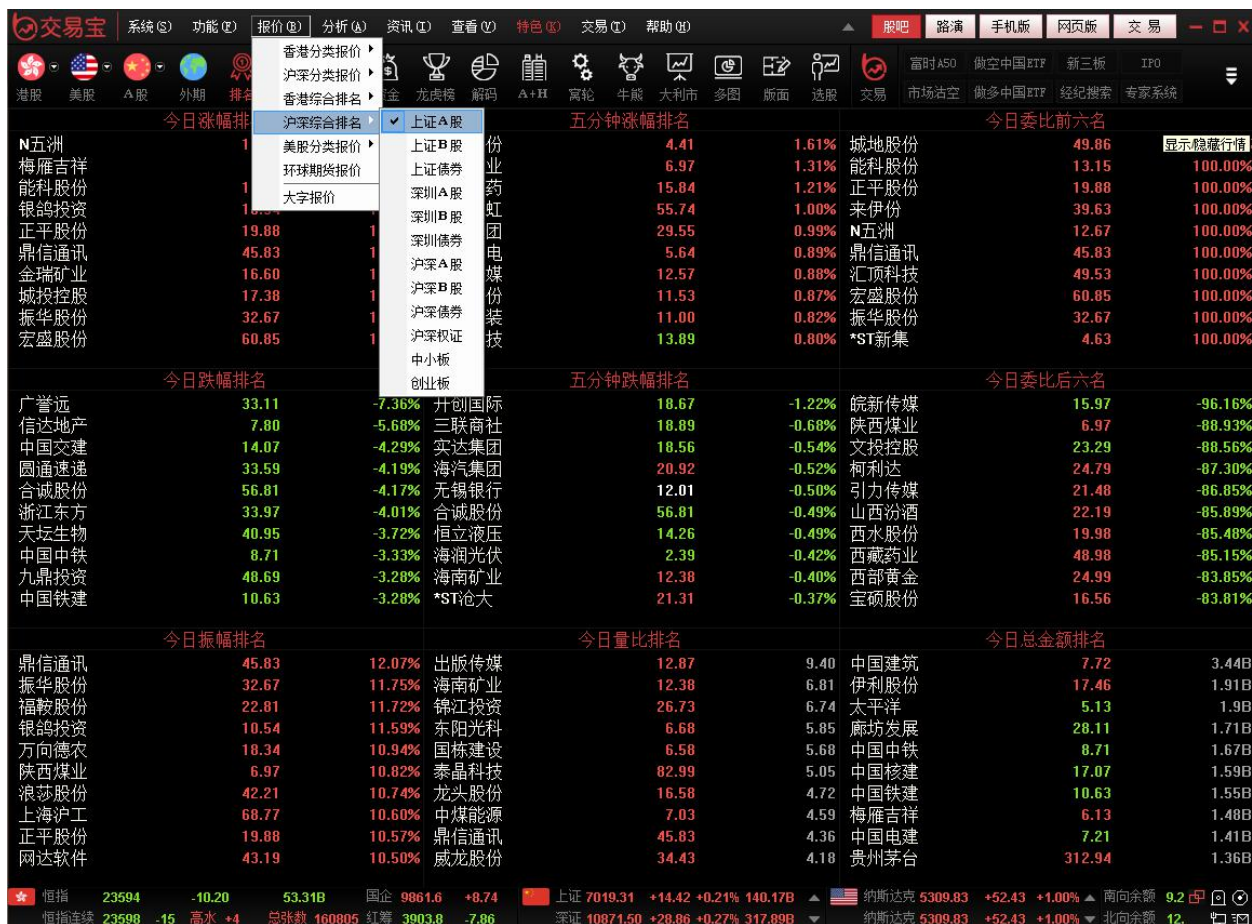 交易宝 系统(S) 功能(F) 报价(B) 分析(A) 资讯(I) 查看(V) 特色(K) 交易(T) 帮助(H) 股吧 路演 手机版 网页版 交易
港股 美股 A股 外期 龙虎榜 解码 A+H 窝轮 牛熊 大利市 多图 版面 选股 交易
富时A50 做空中国ETF 新三板 IPO
市场沽空 做多中国ETF 经纪搜索 专家系统
香港分类报价
沪深分类报价
香港综合排名
沪深综合排名
美股分类报价
环球期货报价
大字报价
上证A股
上证B股
上证债券
深圳A股
深圳B股
深圳债券
沪深A股
沪深B股
沪深债券
沪深权证
中小板
创业板
显示/隐藏行情
今日涨幅排
N五洲
梅雁吉祥
能科股份
银鸽投资
正平股份 19.88
鼎信通讯 45.83
金瑞矿业 16.60
城投控股 17.38
振华股份 32.67
宏盛股份 60.85
五分钟涨幅排名
份 4.41 1.61%
业 6.97 1.31%
药 15.84 1.21%
虹 55.74 1.00%
团 29.55 0.99%
电 5.64 0.89%
媒 12.57 0.88%
份 11.53 0.87%
装 11.00 0.82%
技 13.89 0.80%
今日委比前六名
城地股份 49.86
能科股份 13.15 100.00%
正平股份 19.88 100.00%
来伊份 39.63 100.00%
N五洲 12.67 100.00%
鼎信通讯 45.83 100.00%
汇顶科技 49.53 100.00%
宏盛股份 60.85 100.00%
振华股份 32.67 100.00%
*ST新集 4.63 100.00%
今日跌幅排名
广誉远 33.11 -7.36%
信达地产 7.80 -5.68%
中国交建 14.07 -4.29%
圆通速递 33.59 -4.19%
合诚股份 56.81 -4.17%
浙江东方 33.97 -4.01%
天坛生物 40.95 -3.72%
中国中铁 8.71 -3.33%
九鼎投资 48.69 -3.28%
中国铁建 10.63 -3.28%
五分钟跌幅排名
开创国际 18.67 -1.22%
三联商社 18.89 -0.68%
实达集团 18.56 -0.54%
海汽集团 20.92 -0.52%
无锡银行 12.01 -0.50%
合诚股份 56.81 -0.49%
恒立液压 14.26 -0.49%
海润光伏 2.39 -0.42%
海南矿业 12.38 -0.40%
*ST沧大 21.31 -0.37%
今日委比后六名
皖新传媒 15.97 -96.16%
陕西煤业 6.97 -88.93%
文投控股 23.29 -88.56%
柯利达 24.79 -87.30%
引力传媒 21.48 -86.85%
山西汾酒 22.19 -85.89%
西水股份 19.98 -85.48%
西藏药业 48.98 -85.15%
西部黄金 24.99 -83.85%
宝硕股份 16.56 -83.81%
今日振幅排名
鼎信通讯 45.83 12.07%
振华股份 32.67 11.75%
福鞍股份 22.81 11.72%
银鸽投资 10.54 11.59%
万向德农 18.34 10.94%
陕西煤业 6.97 10.82%
浪莎股份 42.21 10.74%
上海沪工 68.77 10.60%
正平股份 19.88 10.57%
网达软件 43.19 10.50%
今日量比排名
出版传媒 12.87 9.40
海南矿业 12.38 6.81
锦江投资 26.73 6.74
东阳光科 6.68 5.85
国栋建设 6.58 5.68
泰晶科技 82.99 5.05
龙头股份 16.58 4.72
中煤能源 7.03 4.59
鼎信通讯 45.83 4.36
威龙股份 34.43 4.18
今日总金额排名
中国建筑 7.72 3.44B
伊利股份 17.46 1.91B
太平洋 5.13 1.9B
廊坊发展 28.11 1.71B
中国中铁 8.71 1.67B
中国核建 17.07 1.59B
中国铁建 10.63 1.55B
梅雁吉祥 6.13 1.48B
中国电建 7.21 1.41B
贵州茅台 312.94 1.36B
恒指 23594 -10.20 53.31B 国企 9861.6 +8.74 上证 7019.31 +14.42 +0.21% 140.17B 纳斯达克 5309.83 +52.43 +1.00% 南向余额 9.2
恒指连续 23598 -15 高水 +4 总张数 160805 红筹 3903.8 -7.86 深证 10871.50 +28.86 +0.27% 317.89B 纳斯达克 5309.83 +52.43 +1.00% 北向余额 12.